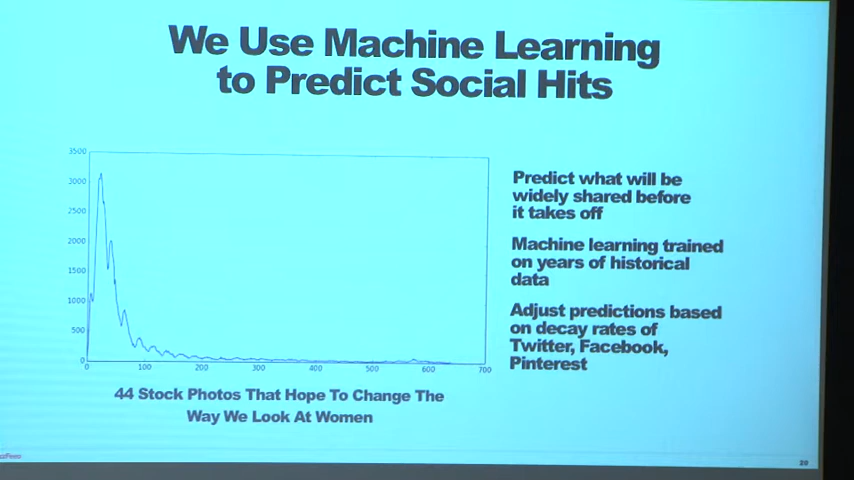 We Use Machine Learning
to Predict Social Hits
3500
3000
2500
2000
1500
1000
500
0
0
100
200
300
400
500
600
700
44 Stock Photos That Hope To Change The
Way We Look At Women
Predict what will be
widely shared before
it takes off
Machine learning trained
on years of historical
data
Adjust predictions based
on decay rates of
Twitter, Facebook,
Pinterest
20